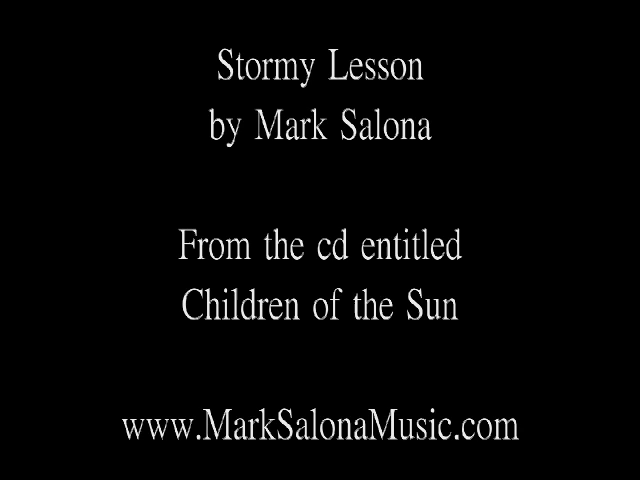 Stormy Lesson
by Mark Salona
From the cd entitled
Children of the Sun
www.MarkSalonaMusic.com